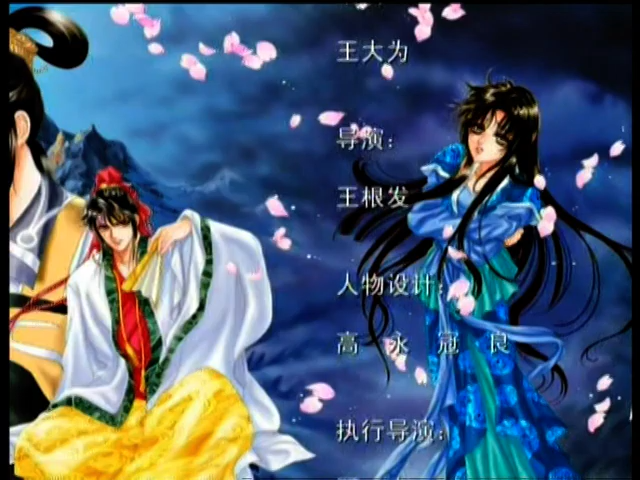 王大为
导演：
王根发
人物设计：
高 永 冠 良
执行导演：